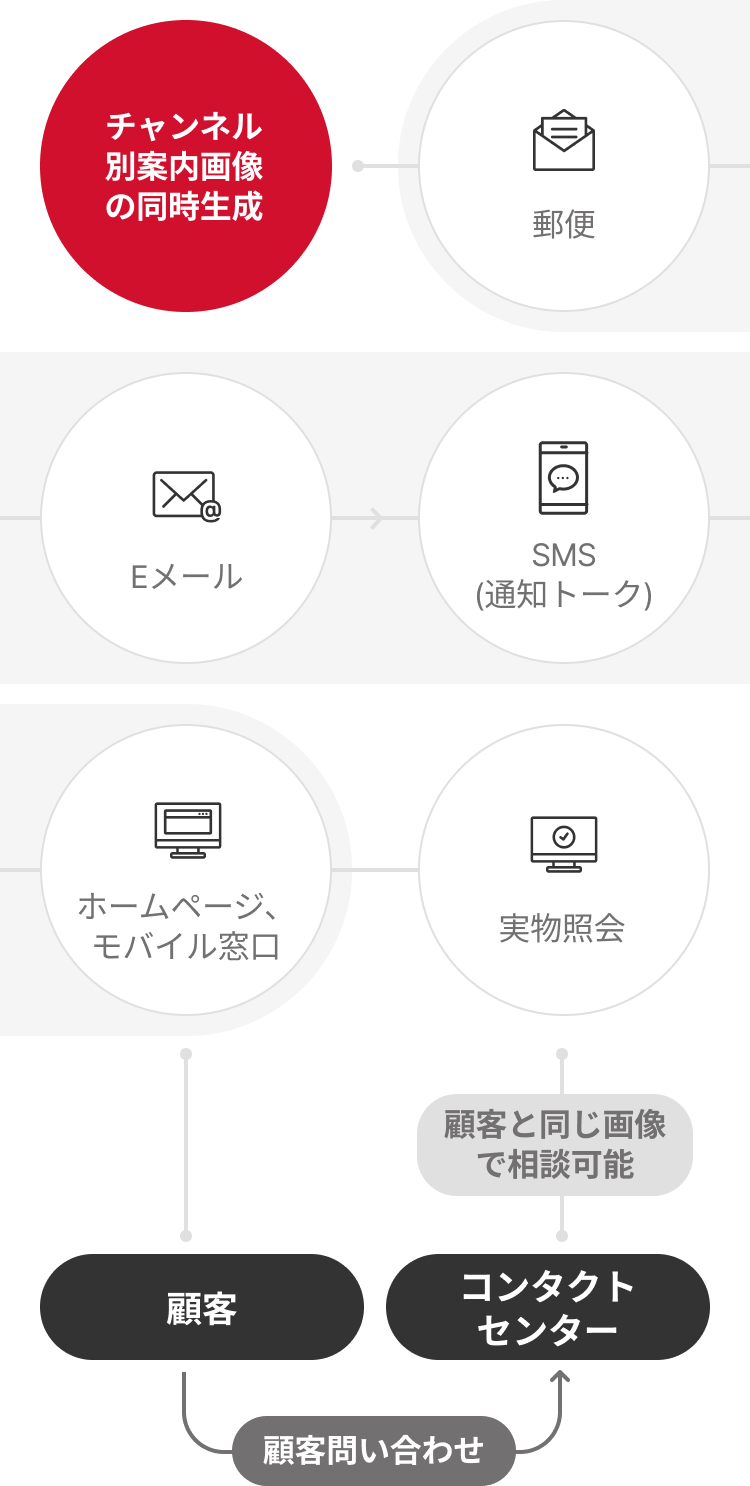 チャンネル
別案内画像
の同時生成
郵便
Eメール
SMS
(通知トーク)
ホームページ、
モバイル窓口
実物照会
顧客と同じ画像
で相談可能
顧客
コンタクト
センター
顧客問い合わせ